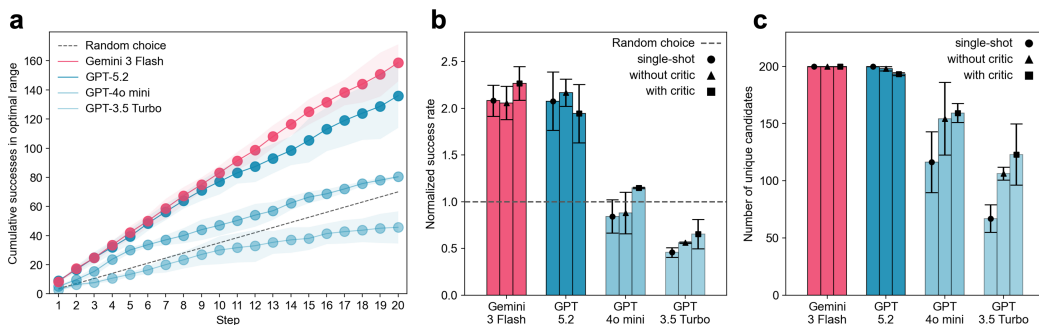 a
Cumulative successes in optimal range
160
140
120
100
80
60
40
20
0
Random choice
Gemini 3 Flash
GPT-5.2
GPT-4o mini
GPT-3.5 Turbo
1 2 3 4 5 6 7 8 9 10 11 12 13 14 15 16 17 18 19 20
Step
b
Normalized success rate
2.5
2.0
1.5
1.0
0.5
0.0
Random choice
single-shot
without critic
with critic
Gemini GPT GPT GPT
3 Flash 5.2 4o mini 3.5 Turbo
c
Number of unique candidates
200
150
100
50
0
single-shot
without critic
with critic
Gemini GPT GPT GPT
3 Flash 5.2 4o mini 3.5 Turbo